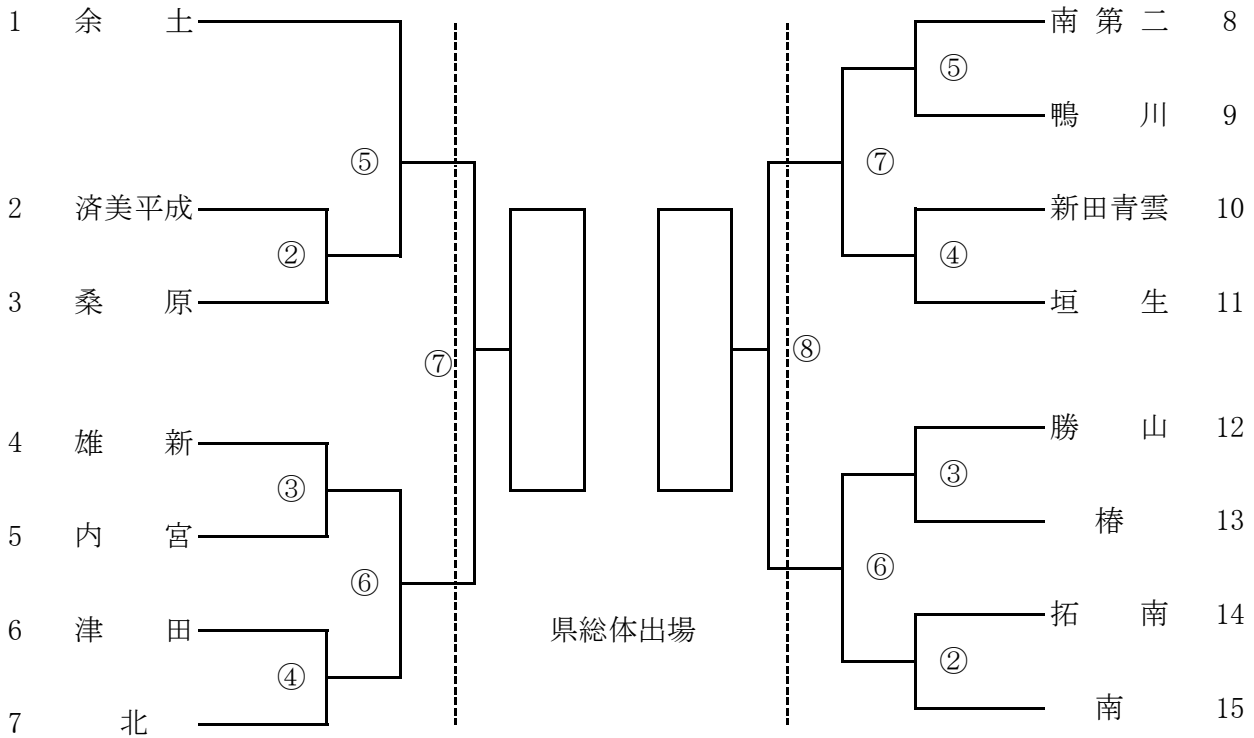 1 余 土
⑤
2 済美平成
②
3 桑 原
⑦
4 雄 新
③
5 内 宮
⑥
6 津 田
④
7 北
県総体出場
南 第 二 8
⑤
鴨 川 9
⑦
新田青雲 10
④
垣 生 11
⑧
勝 山 12
③
椿 13
⑥
拓 南 14
②
南 15